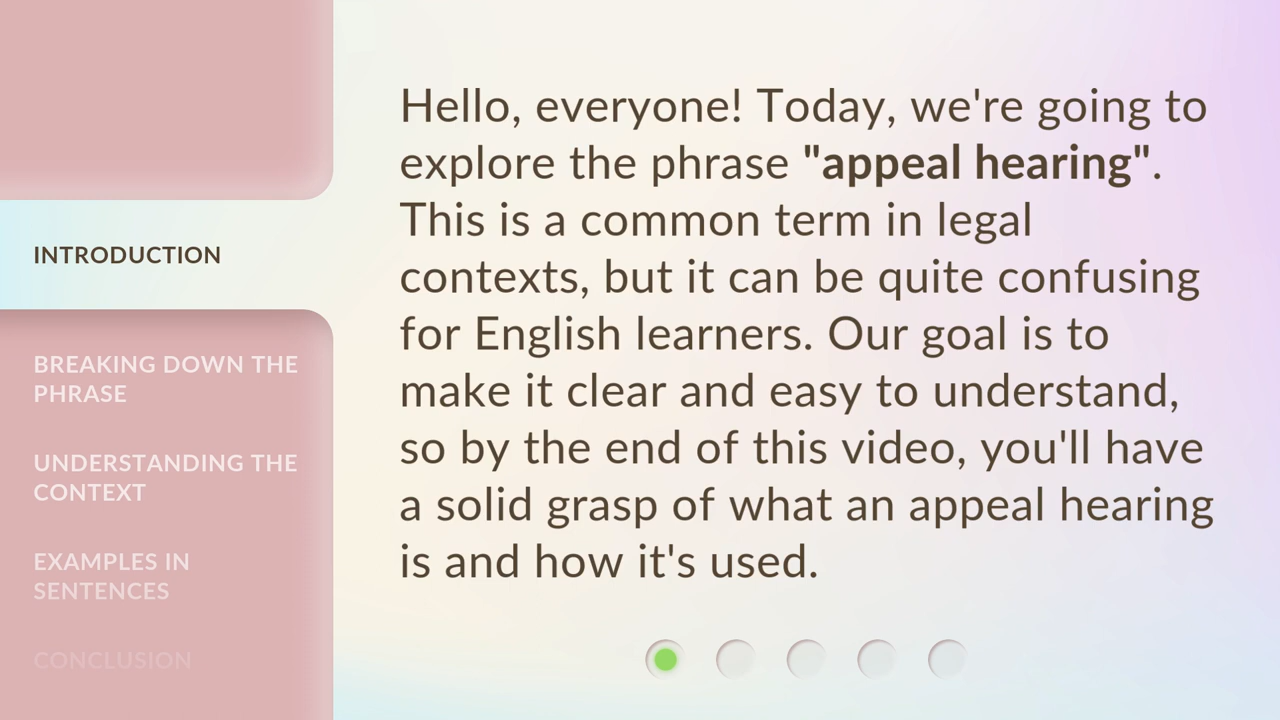 INTRODUCTION
BREAKING DOWN THE
PHRASE
UNDERSTANDING THE
CONTEXT
EXAMPLES IN
SENTENCES
CONCLUSION
Hello, everyone! Today, we're going to
explore the phrase "appeal hearing".
This is a common term in legal
contexts, but it can be quite confusing
for English learners. Our goal is to
make it clear and easy to understand,
so by the end of this video, you'll have
a solid grasp of what an appeal hearing
is and how it's used.